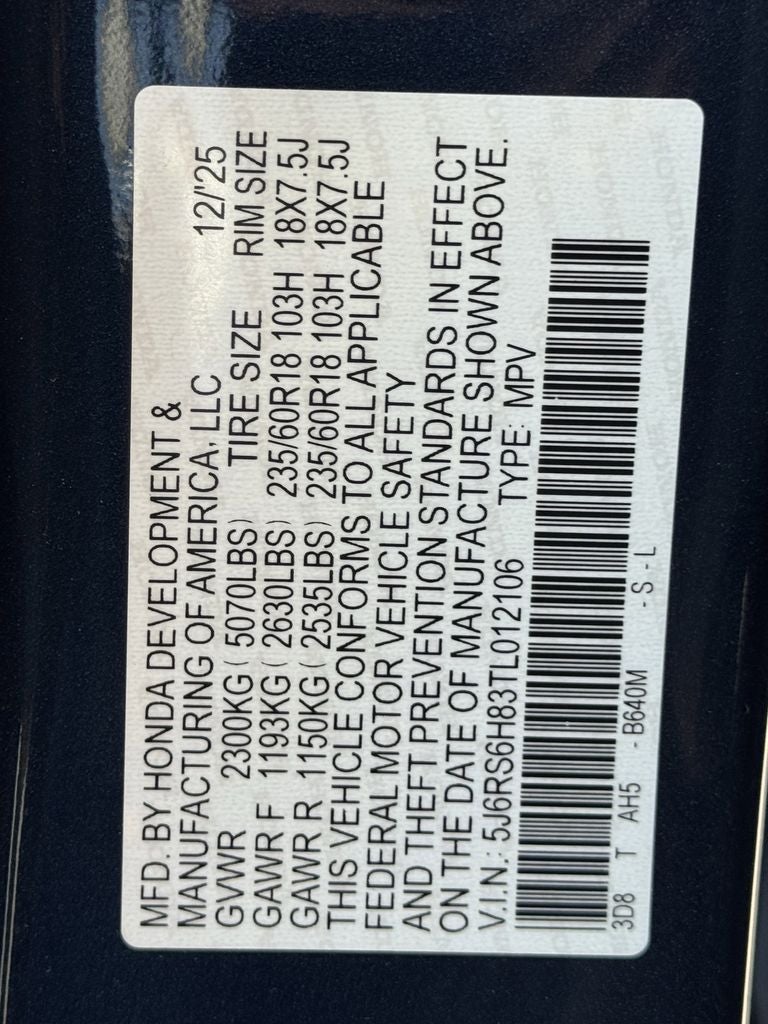 MFD. BY HONDA DEVELOPMENT &
MANUFACTURING OF AMERICA, LLC 12/'25
GVWR 2300KG ( 5070LBS) TIRE SIZE RIM SIZE
GAWR F 1193KG ( 2630LBS) 235/60R18 103H 18X7.5J
GAWR R 1150KG ( 2535LBS) 235/60R18 103H 18X7.5J
THIS VEHICLE CONFORMS TO ALL APPLICABLE
FEDERAL MOTOR VEHICLE SAFETY
AND THEFT PREVENTION STANDARDS IN EFFECT
ON THE DATE OF MANUFACTURE SHOWN ABOVE.
V.I.N.: 5J6RS6H83TL012106 TYPE: MPV
3D8 T AH5 - B640M - S - L